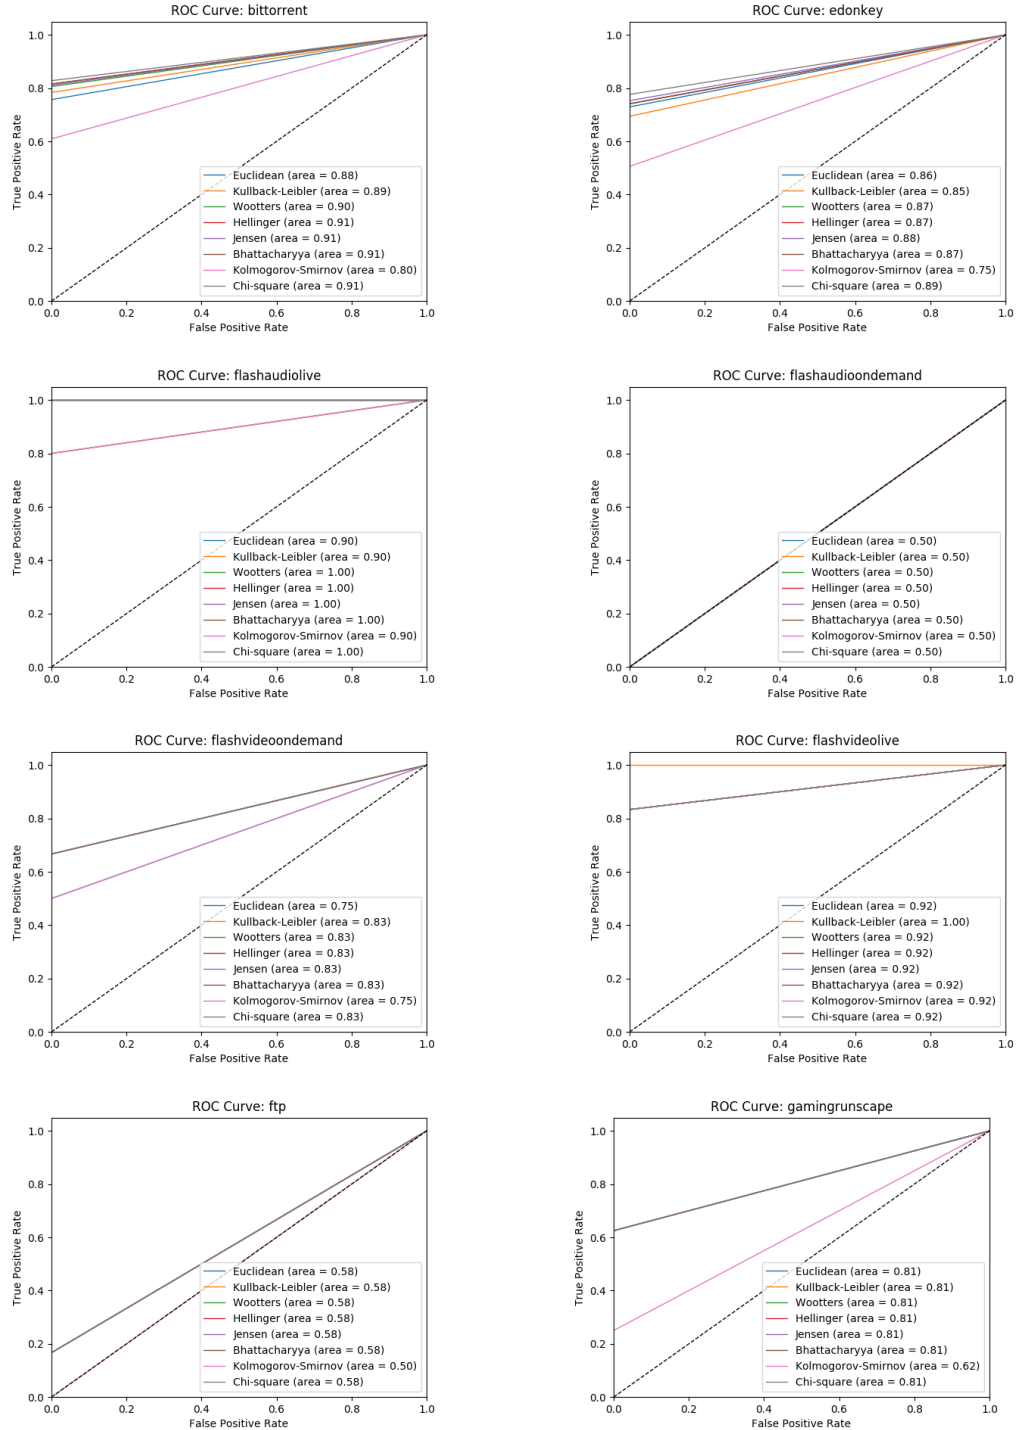 ROC Curve: bittorrent
True Positive Rate
1.0
0.8
0.6
0.4
0.2
0.0
Euclidean (area = 0.88)
Kullback-Leibler (area = 0.89)
Wootters (area = 0.90)
Hellinger (area = 0.91)
Jensen (area = 0.91)
Bhattacharyya (area = 0.91)
Kolmogorov-Smirnov (area = 0.80)
Chi-square (area = 0.91)
0.0 0.2 0.4 0.6 0.8 1.0
False Positive Rate
ROC Curve: edonkey
True Positive Rate
1.0
0.8
0.6
0.4
0.2
0.0
Euclidean (area = 0.86)
Kullback-Leibler (area = 0.85)
Wootters (area = 0.87)
Hellinger (area = 0.87)
Jensen (area = 0.88)
Bhattacharyya (area = 0.87)
Kolmogorov-Smirnov (area = 0.75)
Chi-square (area = 0.89)
0.0 0.2 0.4 0.6 0.8 1.0
False Positive Rate
ROC Curve: flashaudiolive
True Positive Rate
1.0
0.8
0.6
0.4
0.2
0.0
Euclidean (area = 0.90)
Kullback-Leibler (area = 0.90)
Wootters (area = 1.00)
Hellinger (area = 1.00)
Jensen (area = 1.00)
Bhattacharyya (area = 1.00)
Kolmogorov-Smirnov (area = 0.90)
Chi-square (area = 1.00)
0.0 0.2 0.4 0.6 0.8 1.0
False Positive Rate
ROC Curve: flashaudioondemand
True Positive Rate
1.0
0.8
0.6
0.4
0.2
0.0
Euclidean (area = 0.50)
Kullback-Leibler (area = 0.50)
Wootters (area = 0.50)
Hellinger (area = 0.50)
Jensen (area = 0.50)
Bhattacharyya (area = 0.50)
Kolmogorov-Smirnov (area = 0.50)
Chi-square (area = 0.50)
0.0 0.2 0.4 0.6 0.8 1.0
False Positive Rate
ROC Curve: flashvideoondemand
True Positive Rate
1.0
0.8
0.6
0.4
0.2
0.0
Euclidean (area = 0.75)
Kullback-Leibler (area = 0.83)
Wootters (area = 0.83)
Hellinger (area = 0.83)
Jensen (area = 0.83)
Bhattacharyya (area = 0.83)
Kolmogorov-Smirnov (area = 0.75)
Chi-square (area = 0.83)
0.0 0.2 0.4 0.6 0.8 1.0
False Positive Rate
ROC Curve: flashvideolive
True Positive Rate
1.0
0.8
0.6
0.4
0.2
0.0
Euclidean (area = 0.92)
Kullback-Leibler (area = 1.00)
Wootters (area = 0.92)
Hellinger (area = 0.92)
Jensen (area = 0.92)
Bhattacharyya (area = 0.92)
Kolmogorov-Smirnov (area = 0.92)
Chi-square (area = 0.92)
0.0 0.2 0.4 0.6 0.8 1.0
False Positive Rate
ROC Curve: ftp
True Positive Rate
1.0
0.8
0.6
0.4
0.2
0.0
Euclidean (area = 0.58)
Kullback-Leibler (area = 0.58)
Wootters (area = 0.58)
Hellinger (area = 0.58)
Jensen (area = 0.58)
Bhattacharyya (area = 0.58)
Kolmogorov-Smirnov (area = 0.50)
Chi-square (area = 0.58)
0.0 0.2 0.4 0.6 0.8 1.0
False Positive Rate
ROC Curve: gamingrunscape
True Positive Rate
1.0
0.8
0.6
0.4
0.2
0.0
Euclidean (area = 0.81)
Kullback-Leibler (area = 0.81)
Wootters (area = 0.81)
Hellinger (area = 0.81)
Jensen (area = 0.81)
Bhattacharyya (area = 0.81)
Kolmogorov-Smirnov (area = 0.62)
Chi-square (area = 0.81)
0.0 0.2 0.4 0.6 0.8 1.0
False Positive Rate